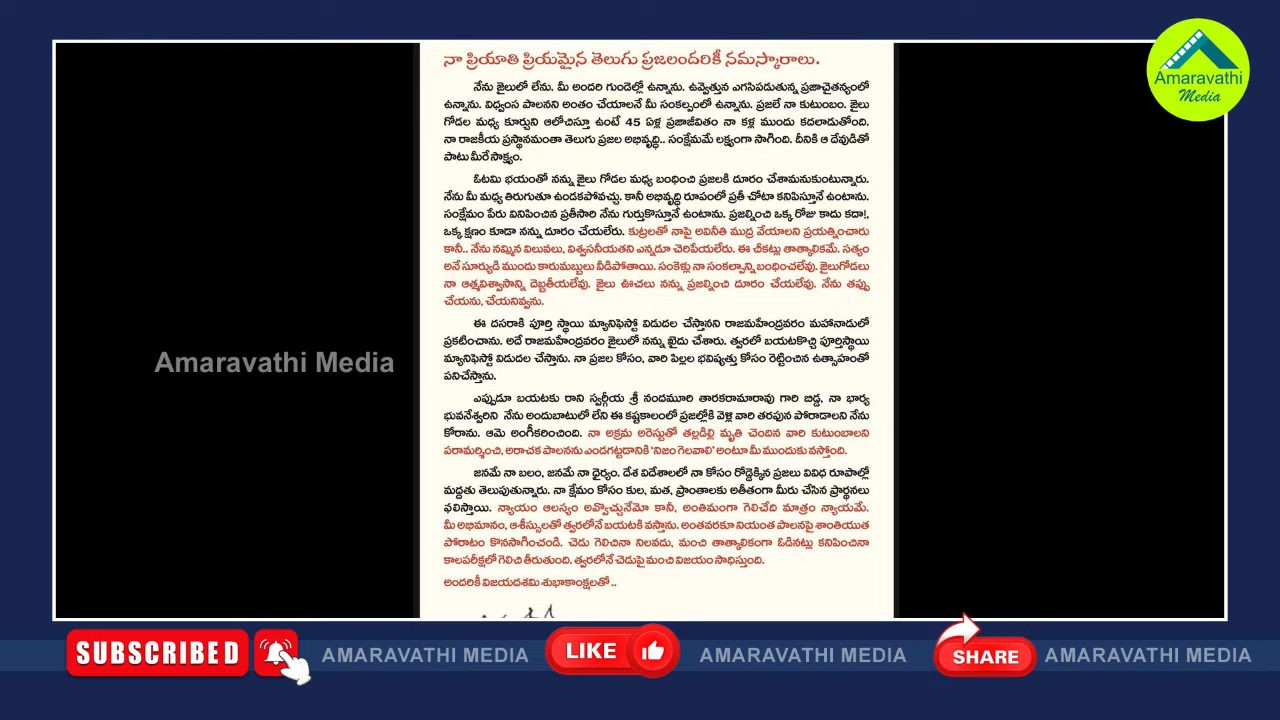 నా ప్రియాతి ప్రియమైన తెలుగు ప్రజలందరికీ నమస్కారాలు.
Amaravathi
Media
నేను జైలులో లేను. మీ అందరి గుండెల్లో ఉన్నాను. ఉవ్వెత్తున ఎగసిపడుతున్న ప్రజాచైతన్యంలో
ఉన్నాను. విధ్వంస పాలనని అంతం చేయాలనే మీ సంకల్పంలో ఉన్నాను. ప్రజలే నా కుటుంబం. జైలు
గోడల మధ్య కూర్చుని ఆలోచిస్తూ ఉంటే 45 ఏళ్ల ప్రజాజీవితం నా కళ్ల ముందు కదలాడుతోంది.
నా రాజకీయ ప్రస్థానమంతా తెలుగు ప్రజల అభివృద్ధి.. సంక్షేమమే లక్ష్యంగా సాగింది. దీనికి ఆ దేవుడితో
పాటు మీరే సాక్ష్యం.
ఓటమి భయంతో నన్ను జైలు గోడల మధ్య బంధించి ప్రజలకి దూరం చేశామనుకుంటున్నారు.
నేను మీ మధ్య తిరుగుతూ ఉండకపోవచ్చు. కానీ అభివృద్ధి రూపంలో ప్రతీ చోటా కనిపిస్తూనే ఉంటాను.
సంక్షేమం పేరు వినిపించిన ప్రతీసారి నేను గుర్తుకొస్తూనే ఉంటాను. ప్రజల్నించి ఒక్క రోజు కాదు కదా!,
ఒక్క క్షణం కూడా నన్ను దూరం చేయలేరు. కుట్రలతో నాపై అవినీతి ముద్ర వేయాలని ప్రయత్నించారు
కానీ.. నేను నమ్మిన విలువలు, విశ్వసనీయతని ఎన్నడూ చెరిపేయలేరు. ఈ చీకట్లు తాత్కాలికమే. సత్యం
అనే సూర్యుడి ముందు కారుమబ్బులు వీడిపోతాయి. సంకెళ్లు నా సంకల్పాన్ని బంధించలేవు. జైలుగోడలు
నా ఆత్మవిశ్వాసాన్ని దెబ్బతీయలేవు. జైలు ఊచలు నన్ను ప్రజల్నించి దూరం చేయలేవు. నేను తప్పు
చేయను, చేయనివ్వను.
ఈ దసరాకి పూర్తి స్థాయి మ్యానిఫెస్టో విడుదల చేస్తానని రాజమహేంద్రవరం మహానాడులో
ప్రకటించాను. అదే రాజమహేంద్రవరం జైలులో నన్ను ఖైదు చేశారు. త్వరలో బయటకొచ్చి పూర్తిస్థాయి
మ్యానిఫెస్టో విడుదల చేస్తాను. నా ప్రజల కోసం, వారి పిల్లల భవిష్యత్తు కోసం రెట్టించిన ఉత్సాహంతో
పనిచేస్తాను.
Amaravathi Media
ఎప్పుడూ బయటకు రాని స్వర్గీయ శ్రీ నందమూరి తారకరామారావు గారి బిడ్డ, నా భార్య
భువనేశ్వరిని నేను అందుబాటులో లేని ఈ కష్టకాలంలో ప్రజల్లోకి వెళ్లి వారి తరఫున పోరాడాలని నేను
కోరాను. ఆమె అంగీకరించింది. నా అక్రమ అరెస్టుతో తల్లడిల్లి మృతి చెందిన వారి కుటుంబాలని
పరామర్శించి, అరాచక పాలనను ఎండగట్టడానికి 'నిజం గెలవాలి' అంటూ మీ ముందుకు వస్తోంది.
జనమే నా బలం, జనమే నా ధైర్యం. దేశ విదేశాలలో నా కోసం రోడ్డెక్కిన ప్రజలు వివిధ రూపాల్లో
మద్దతు తెలుపుతున్నారు. నా క్షేమం కోసం కుల, మత, ప్రాంతాలకు అతీతంగా మీరు చేసిన ప్రార్థనలు
ఫలిస్తాయి. న్యాయం ఆలస్యం అవ్వొచ్చునేమో కానీ, అంతిమంగా గెలిచేది మాత్రం న్యాయమే.
మీ అభిమానం, ఆశీస్సులతో త్వరలోనే బయటకి వస్తాను. అంతవరకూ నియంత పాలనపై శాంతియుత
పోరాటం కొనసాగించండి. చెడు గెలిచినా నిలవదు, మంచి తాత్కాలికంగా ఓడినట్లు కనిపించినా
కాలపరీక్షలో గెలిచి తీరుతుంది. త్వరలోనే చెడుపై మంచి విజయం సాధిస్తుంది.
అందరికీ విజయదశమి శుభాకాంక్షలతో..
SUBSCRIBED
AMARAVATHI MEDIA
LIKE
AMARAVATHI MEDIA
SHARE
AMARAVATHI MEDIA